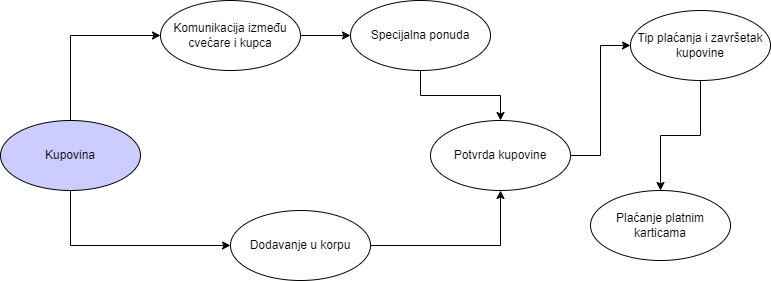 Komunikacija između
cvećare i kupca
Specijalna ponuda
Tip plaćanja i završetak
kupovine
Kupovina
Potvrda kupovine
Plaćanje platnim
karticama
Dodavanje u korpu